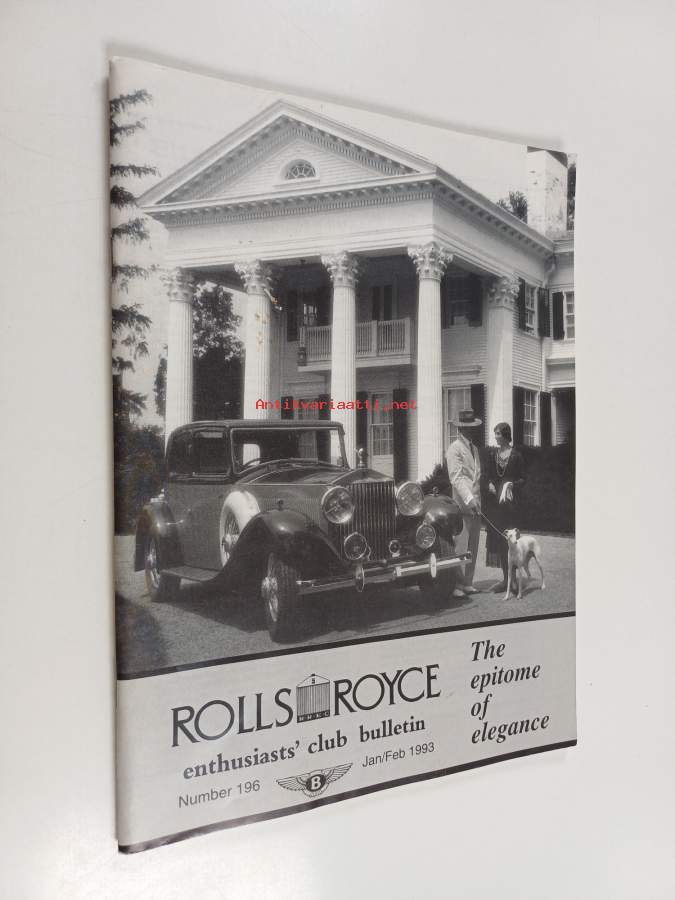 Antikvariaatti.net
ROLLS ROYCE
enthusiasts' club bulletin
Number 196
B
Jan/Feb 1993
The
epitome
of
elegance